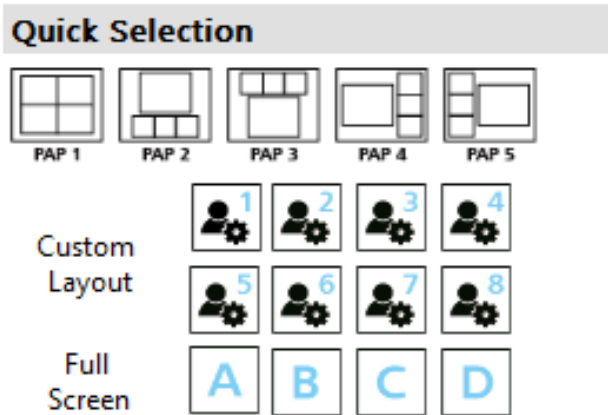 Quick Selection
PAP 1 PAP 2 PAP 3 PAP 4 PAP 5
1 2 3 4
Custom
Layout
5 6 7 8
Full
Screen
A B C D